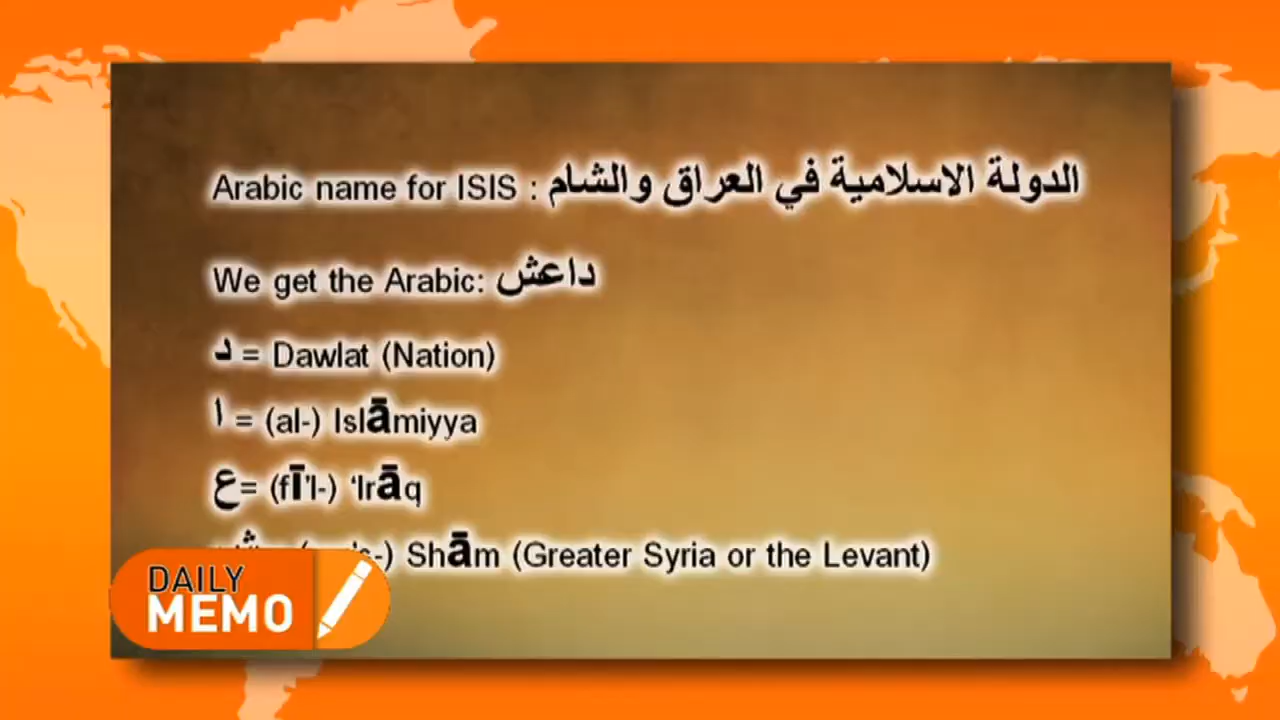 Arabic name for ISIS : الدولة الاسلامية في العراق والشام
We get the Arabic: داعش
د = Dawlat (Nation)
ا = (al-) Islāmiyya
ع= (fī'l-) ‘Irāq
Shām (Greater Syria or the Levant)
DAILY
MEMO